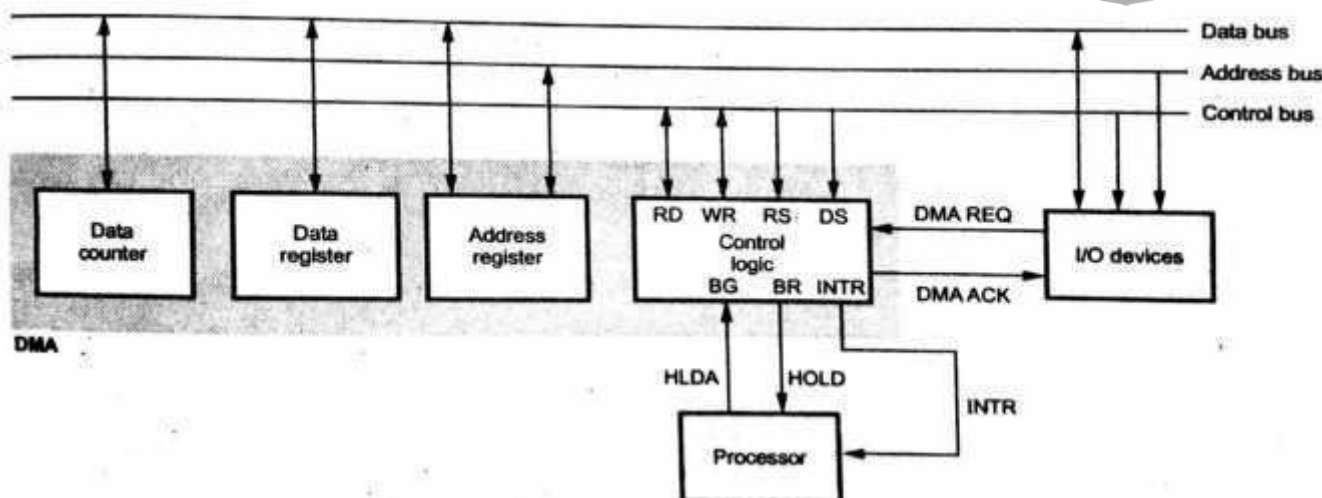 Data bus
Address bus
Control bus
Data
counter
Data
register
Address
register
RD WR RS DS
Control
logic
BG BR INTR
DMA REQ
DMA ACK
I/O devices
DMA
HLDA
HOLD
INTR
Processor